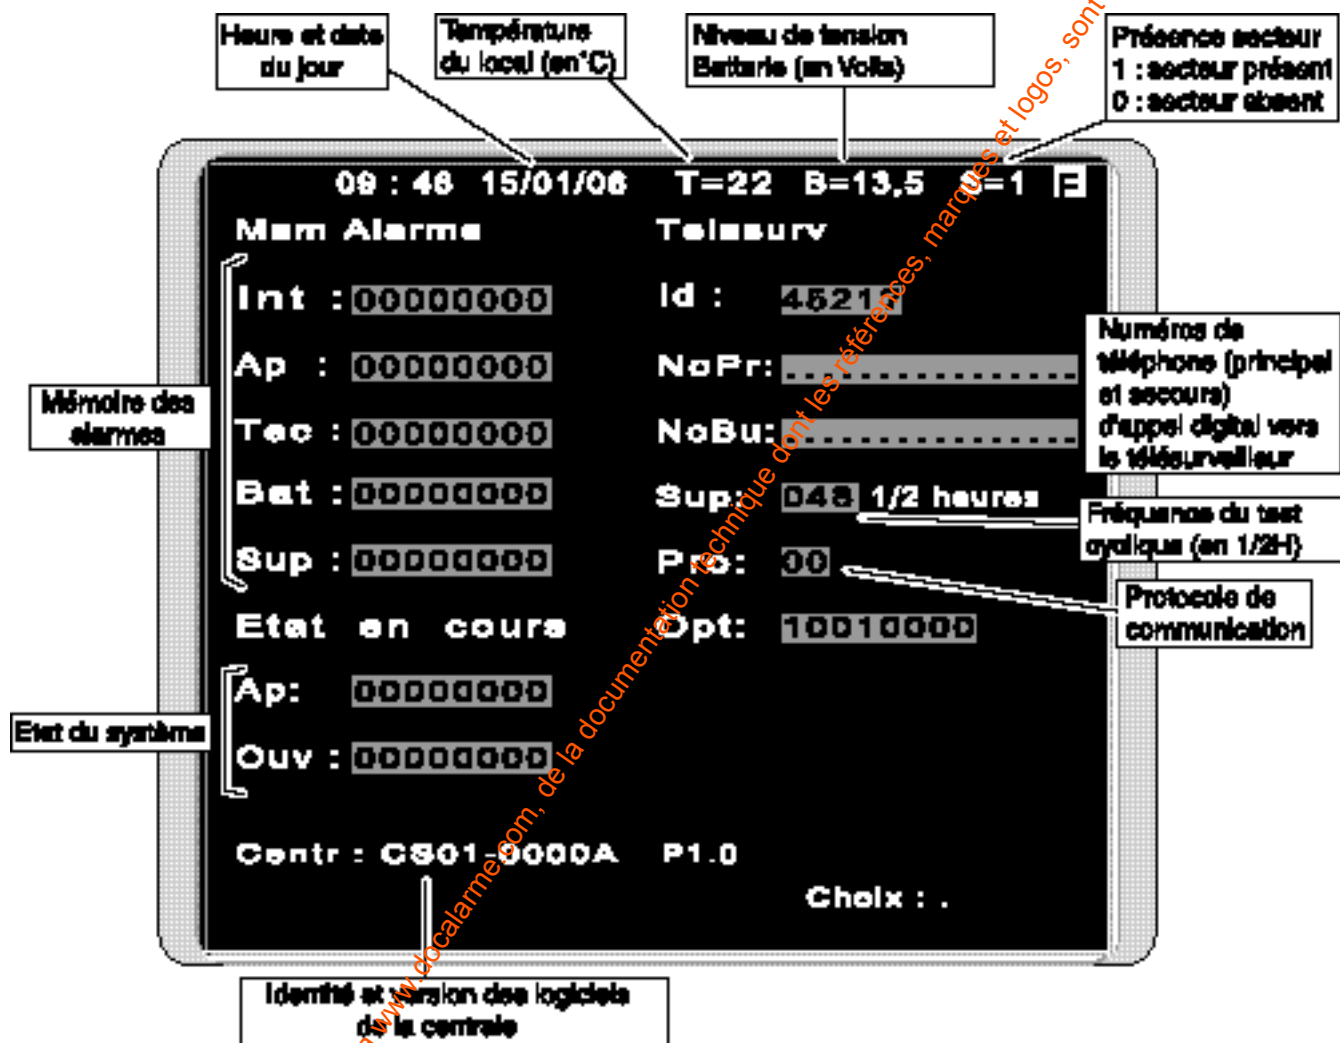 Heure et date
du jour
Température
du local (en°C)
Niveau de tension
Batterie (en Volts)
Présence secteur
1 : secteur présent
0 : secteur absent
09 : 46 15/01/06 T=22 B=13,5 S=1 F
Mem Alarme Telesurv
Int : 00000000 Id :
Ap : 00000000 NoPr: ................
Tec : 00000000 NoBu: ................
Bat : 00000000 Sup: 048 1/2 heures
Sup : 00000000 Pro: 00
Etat en cours Opt: 10010000
Ap: 00000000
Ouv : 00000000
Centr : CS01-0000A P1.0
Choix : .
Mémoire des
alarmes
Etat du système
Numéros de
téléphone (principal
et secours)
d'appel digital vers
le télésurveilleur
Fréquence du test
cyclique (en 1/2H)
Protocole de
communication
Identité et version des logiciels
de la centrale
www.docalarme.com, de la documentation technique dont les références, marques et logos, sont